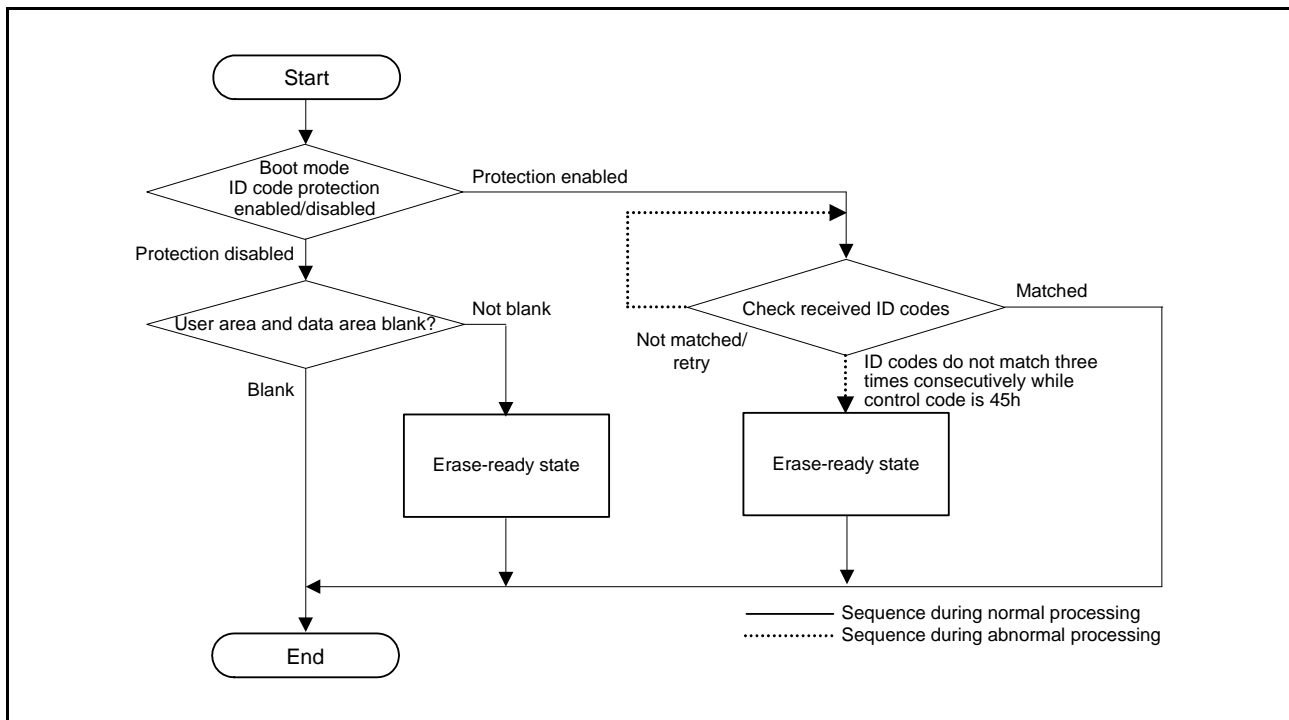 Start
Boot mode
ID code protection
enabled/disabled
Protection enabled
Protection disabled
User area and data area blank?
Not blank
Blank
Check received ID codes
Matched
Not matched/
retry
ID codes do not match three
times consecutively while
control code is 45h
Erase-ready state
Erase-ready state
Sequence during normal processing
Sequence during abnormal processing
End